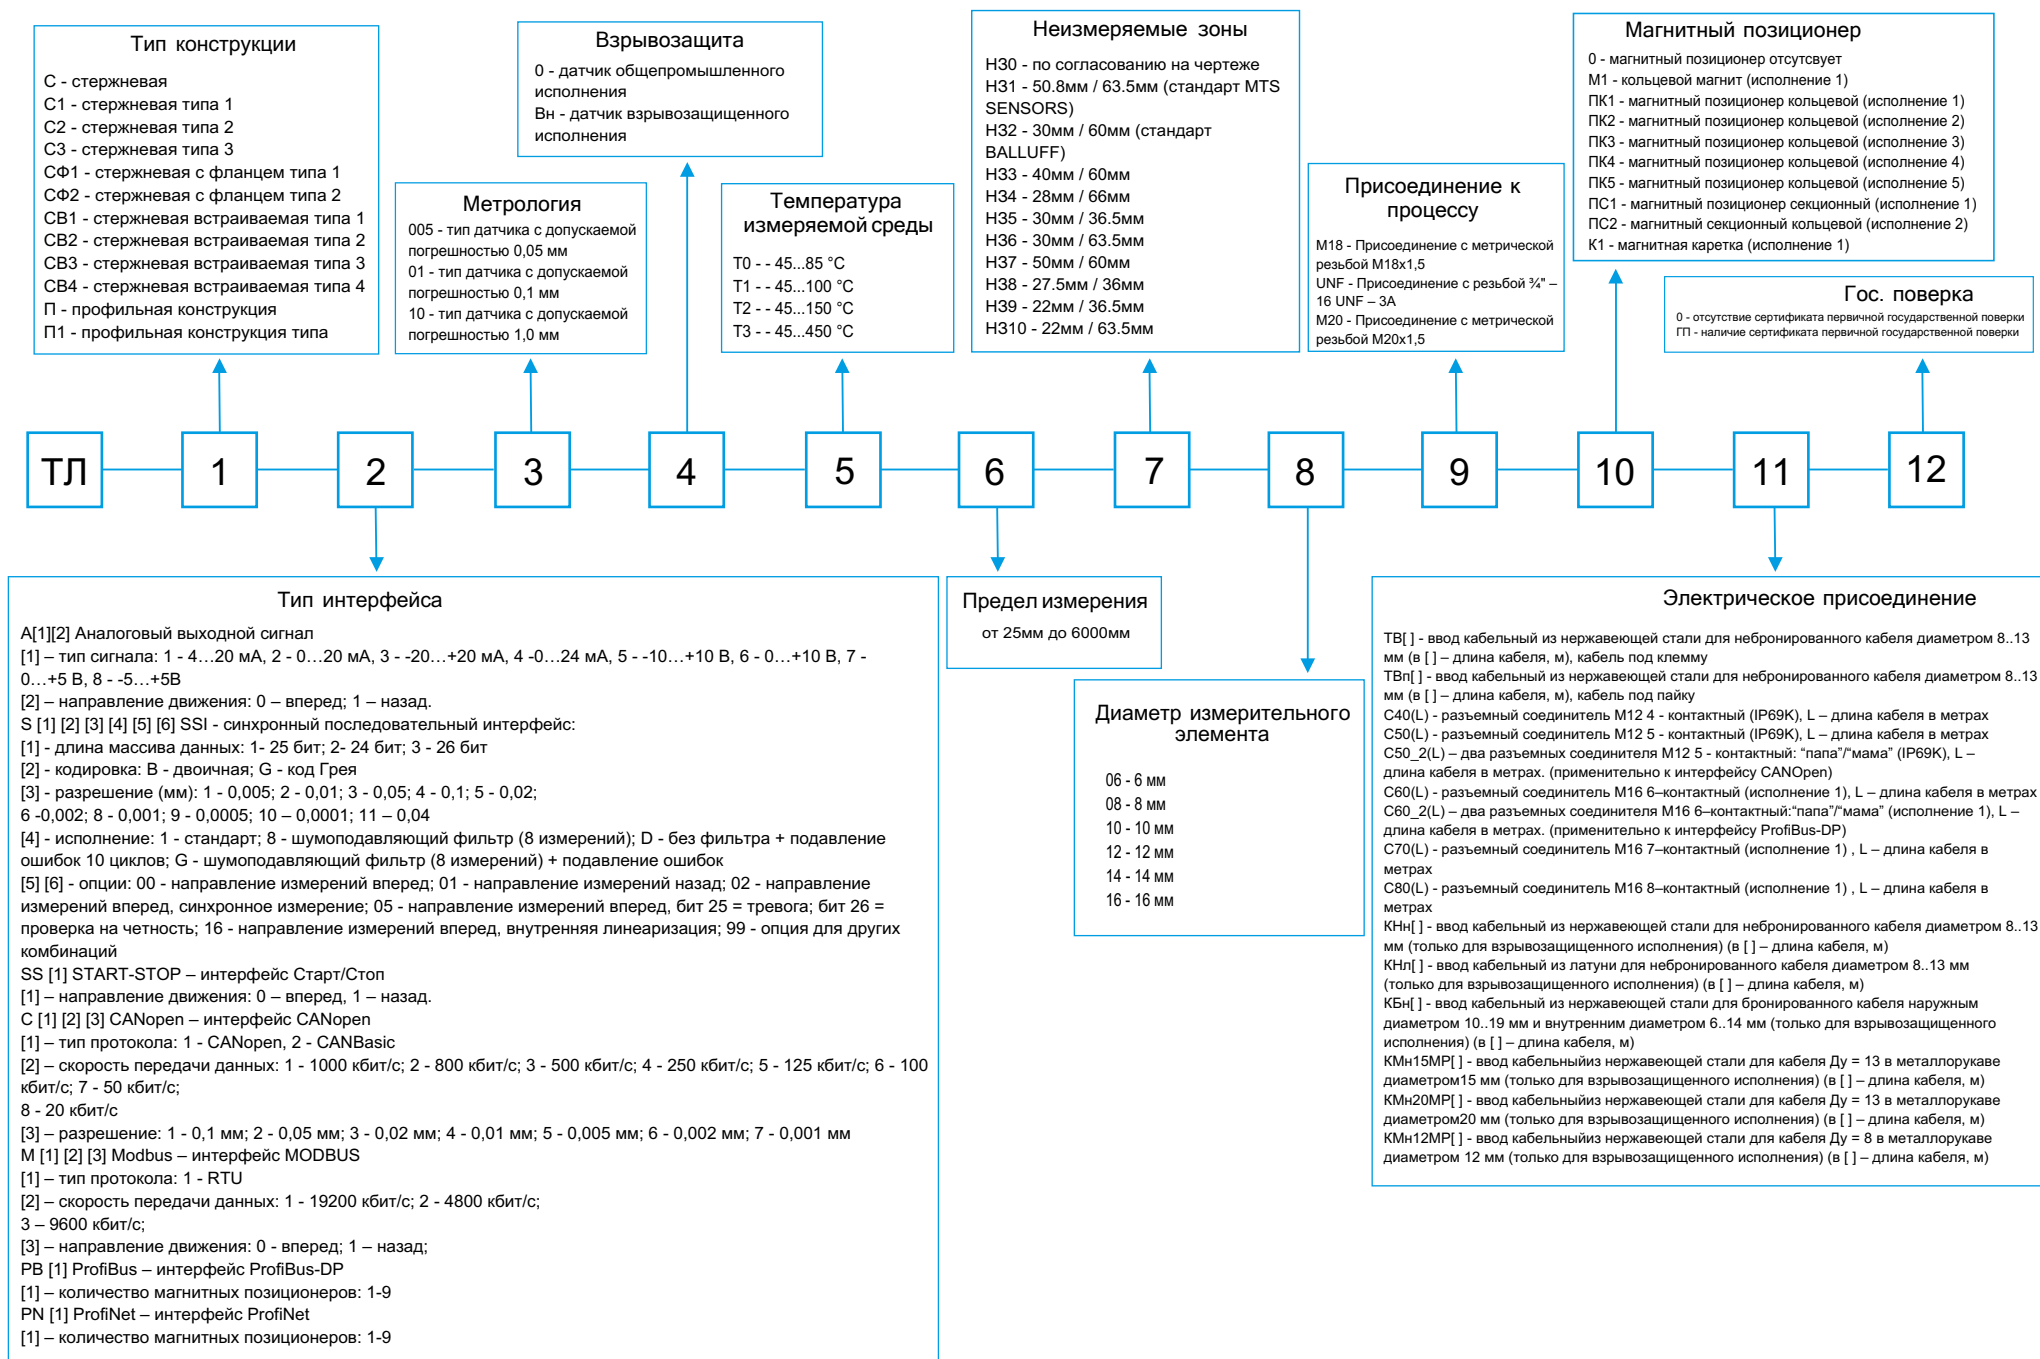 Тип конструкции
С - стержневая
С1 - стержневая типа 1
С2 - стержневая типа 2
С3 - стержневая типа 3
СФ1 - стержневая с фланцем типа 1
СФ2 - стержневая с фланцем типа 2
СВ1 - стержневая встраиваемая типа 1
СВ2 - стержневая встраиваемая типа 2
СВ3 - стержневая встраиваемая типа 3
СВ4 - стержневая встраиваемая типа 4
П - профильная конструкция
П1 - профильная конструкция типа
Метрология
005 - тип датчика с допускаемой
погрешностью 0,05 мм
01 - тип датчика с допускаемой
погрешностью 0,1 мм
10 - тип датчика с допускаемой
погрешностью 1,0 мм
Взрывозащита
0 - датчик общепромышленного
исполнения
Вн - датчик взрывозащищенного
исполнения
Температура
измеряемой среды
Т0 - - 45...85 °С
Т1 - - 45...100 °С
Т2 - - 45...150 °С
Т3 - - 45...450 °С
Неизмеряемые зоны
НЗ0 - по согласованию на чертеже
НЗ1 - 50.8мм / 63.5мм (стандарт MTS
SENSORS)
НЗ2 - 30мм / 60мм (стандарт
BALLUFF)
НЗ3 - 40мм / 60мм
НЗ4 - 28мм / 66мм
НЗ5 - 30мм / 36.5мм
НЗ6 - 30мм / 63.5мм
НЗ7 - 50мм / 60мм
НЗ8 - 27.5мм / 36мм
НЗ9 - 22мм / 36.5мм
НЗ10 - 22мм / 63.5мм
Присоединение к
процессу
М18 - Присоединение с метрической
резьбой М18х1,5
UNF - Присоединение с резьбой ¾" –
16 UNF – 3A
М20 - Присоединение с метрической
резьбой М20х1,5
Магнитный позиционер
0 - магнитный позиционер отсутсвует
М1 - кольцевой магнит (исполнение 1)
ПК1 - магнитный позиционер кольцевой (исполнение 1)
ПК2 - магнитный позиционер кольцевой (исполнение 2)
ПК3 - магнитный позиционер кольцевой (исполнение 3)
ПК4 - магнитный позиционер кольцевой (исполнение 4)
ПК5 - магнитный позиционер кольцевой (исполнение 5)
ПС1 - магнитный позиционер секционный (исполнение 1)
ПС2 - магнитный секционный кольцевой (исполнение 2)
К1 - магнитная каретка (исполнение 1)
Гос. поверка
0 - отсутствие сертификата первичной государственной поверки
ГП - наличие сертификата первичной государственной поверки
ТЛ 1 2 3 4 5 6 7 8 9 10 11 12
Тип интерфейса
A[1][2] Аналоговый выходной сигнал
[1] – тип сигнала: 1 - 4…20 мА, 2 - 0…20 мА, 3 - -20…+20 мА, 4 -0…24 мА, 5 - -10…+10 В, 6 - 0…+10 В, 7 -
0…+5 В, 8 - -5…+5В
[2] – направление движения: 0 – вперед; 1 – назад.
S [1] [2] [3] [4] [5] [6] SSI - синхронный последовательный интерфейс:
[1] - длина массива данных: 1- 25 бит; 2- 24 бит; 3 - 26 бит
[2] - кодировка: B - двоичная; G - код Грея
[3] - разрешение (мм): 1 - 0,005; 2 - 0,01; 3 - 0,05; 4 - 0,1; 5 - 0,02;
6 -0,002; 8 - 0,001; 9 - 0,0005; 10 – 0,0001; 11 – 0,04
[4] - исполнение: 1 - стандарт; 8 - шумоподавляющий фильтр (8 измерений); D - без фильтра + подавление
ошибок 10 циклов; G - шумоподавляющий фильтр (8 измерений) + подавление ошибок
[5] [6] - опции: 00 - направление измерений вперед; 01 - направление измерений назад; 02 - направление
измерений вперед, синхронное измерение; 05 - направление измерений вперед, бит 25 = тревога; бит 26 =
проверка на четность; 16 - направление измерений вперед, внутренняя линеаризация; 99 - опция для других
комбинаций
SS [1] START-STOP – интерфейс Старт/Стоп
[1] – направление движения: 0 – вперед, 1 – назад.
C [1] [2] [3] CANopen – интерфейс CANopen
[1] – тип протокола: 1 - CANopen, 2 - CANBasic
[2] – скорость передачи данных: 1 - 1000 кбит/с; 2 - 800 кбит/с; 3 - 500 кбит/с; 4 - 250 кбит/с; 5 - 125 кбит/с; 6 - 100
кбит/с; 7 - 50 кбит/с;
8 - 20 кбит/с
[3] – разрешение: 1 - 0,1 мм; 2 - 0,05 мм; 3 - 0,02 мм; 4 - 0,01 мм; 5 - 0,005 мм; 6 - 0,002 мм; 7 - 0,001 мм
M [1] [2] [3] Modbus – интерфейс MODBUS
[1] – тип протокола: 1 - RTU
[2] – скорость передачи данных: 1 - 19200 кбит/с; 2 - 4800 кбит/с;
3 – 9600 кбит/с;
[3] – направление движения: 0 - вперед; 1 – назад;
PB [1] ProfiBus – интерфейс ProfiBus-DP
[1] – количество магнитных позиционеров: 1-9
PN [1] ProfiNet – интерфейс ProfiNet
[1] – количество магнитных позиционеров: 1-9
Предел измерения
от 25мм до 6000мм
Диаметр измерительного
элемента
06 - 6 мм
08 - 8 мм
10 - 10 мм
12 - 12 мм
14 - 14 мм
16 - 16 мм
Электрическое присоединение
ТВ[ ] - ввод кабельный из нержавеющей стали для небронированного кабеля диаметром 8..13
мм (в [ ] – длина кабеля, м), кабель под клемму
ТВп[ ] - ввод кабельный из нержавеющей стали для небронированного кабеля диаметром 8..13
мм (в [ ] – длина кабеля, м), кабель под пайку
С40(L) - разъемный соединитель М12 4 - контактный (IP69K), L – длина кабеля в метрах
С50(L) - разъемный соединитель М12 5 - контактный (IP69K), L – длина кабеля в метрах
С50_2(L) – два разъемных соединителя М12 5 - контактный: “папа”/“мама” (IP69K), L –
длина кабеля в метрах. (применительно к интерфейсу CANOpen)
С60(L) - разъемный соединитель М16 6–контактный (исполнение 1), L – длина кабеля в метрах
С60_2(L) – два разъемных соединителя М16 6–контактный:“папа”/“мама” (исполнение 1), L –
длина кабеля в метрах. (применительно к интерфейсу ProfiBus-DP)
С70(L) - разъемный соединитель М16 7–контактный (исполнение 1) , L – длина кабеля в
метрах
С80(L) - разъемный соединитель М16 8–контактный (исполнение 1) , L – длина кабеля в
метрах
КНн[ ] - ввод кабельный из нержавеющей стали для небронированного кабеля диаметром 8..13
мм (только для взрывозащищенного исполнения) (в [ ] – длина кабеля, м)
КНл[ ] - ввод кабельный из латуни для небронированного кабеля диаметром 8..13 мм
(только для взрывозащищенного исполнения) (в [ ] – длина кабеля, м)
КБн[ ] - ввод кабельный из нержавеющей стали для бронированного кабеля наружным
диаметром 10..19 мм и внутренним диаметром 6..14 мм (только для взрывозащищенного
исполнения) (в [ ] – длина кабеля, м)
КМн15МР[ ] - ввод кабельныйиз нержавеющей стали для кабеля Ду = 13 в металлорукаве
диаметром15 мм (только для взрывозащищенного исполнения) (в [ ] – длина кабеля, м)
КМн20МР[ ] - ввод кабельныйиз нержавеющей стали для кабеля Ду = 13 в металлорукаве
диаметром20 мм (только для взрывозащищенного исполнения) (в [ ] – длина кабеля, м)
КМн12МР[ ] - ввод кабельныйиз нержавеющей стали для кабеля Ду = 8 в металлорукаве
диаметром 12 мм (только для взрывозащищенного исполнения) (в [ ] – длина кабеля, м)